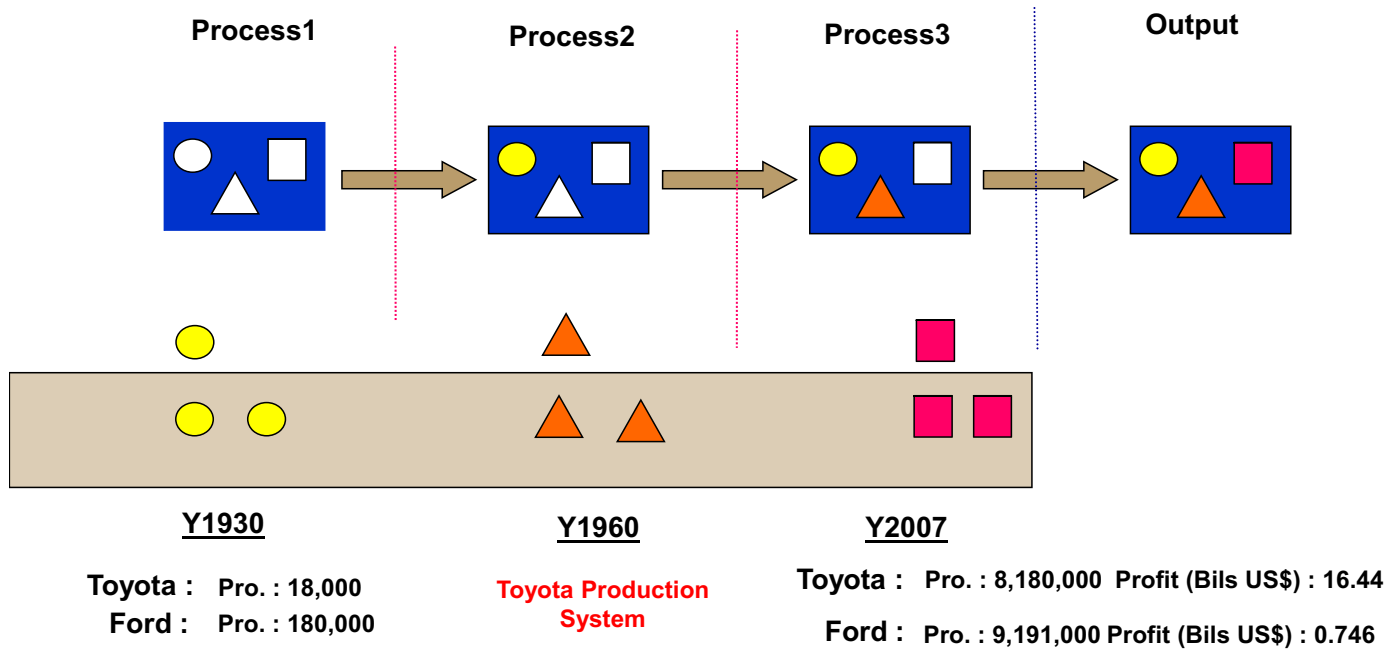 Process1
Process2
Process3
Output
Y1930
Y1960
Y2007
Toyota : Pro. : 18,000
Ford : Pro. : 180,000
Toyota Production
System
Toyota : Pro. : 8,180,000 Profit (Bils US$) : 16.44
Ford : Pro. : 9,191,000 Profit (Bils US$) : 0.746